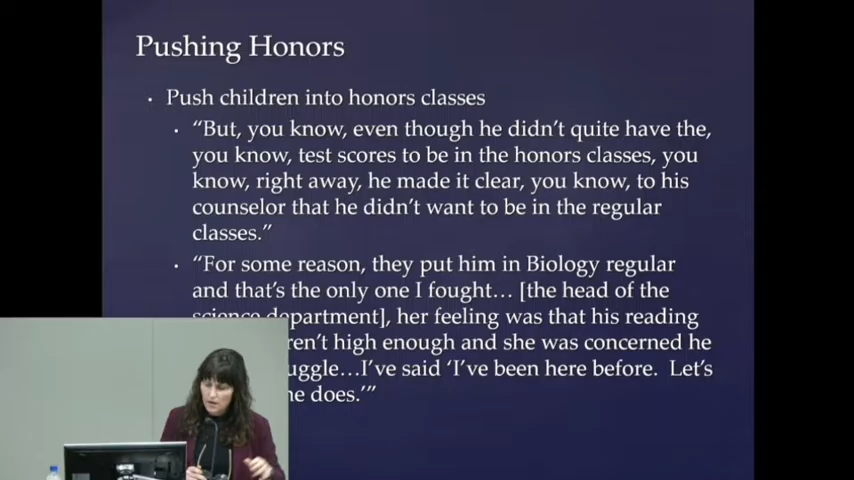 Pushing Honors
• Push children into honors classes
• “But, you know, even though he didn’t quite have the,
you know, test scores to be in the honors classes, you
know, right away, he made it clear, you know, to his
counselor that he didn’t want to be in the regular
classes.”
• “For some reason, they put him in Biology regular
and that’s the only one I fought… [the head of the
science department], her feeling was that his reading
ren’t high enough and she was concerned he
uggle…I’ve said ‘I’ve been here before. Let’s
he does.’”